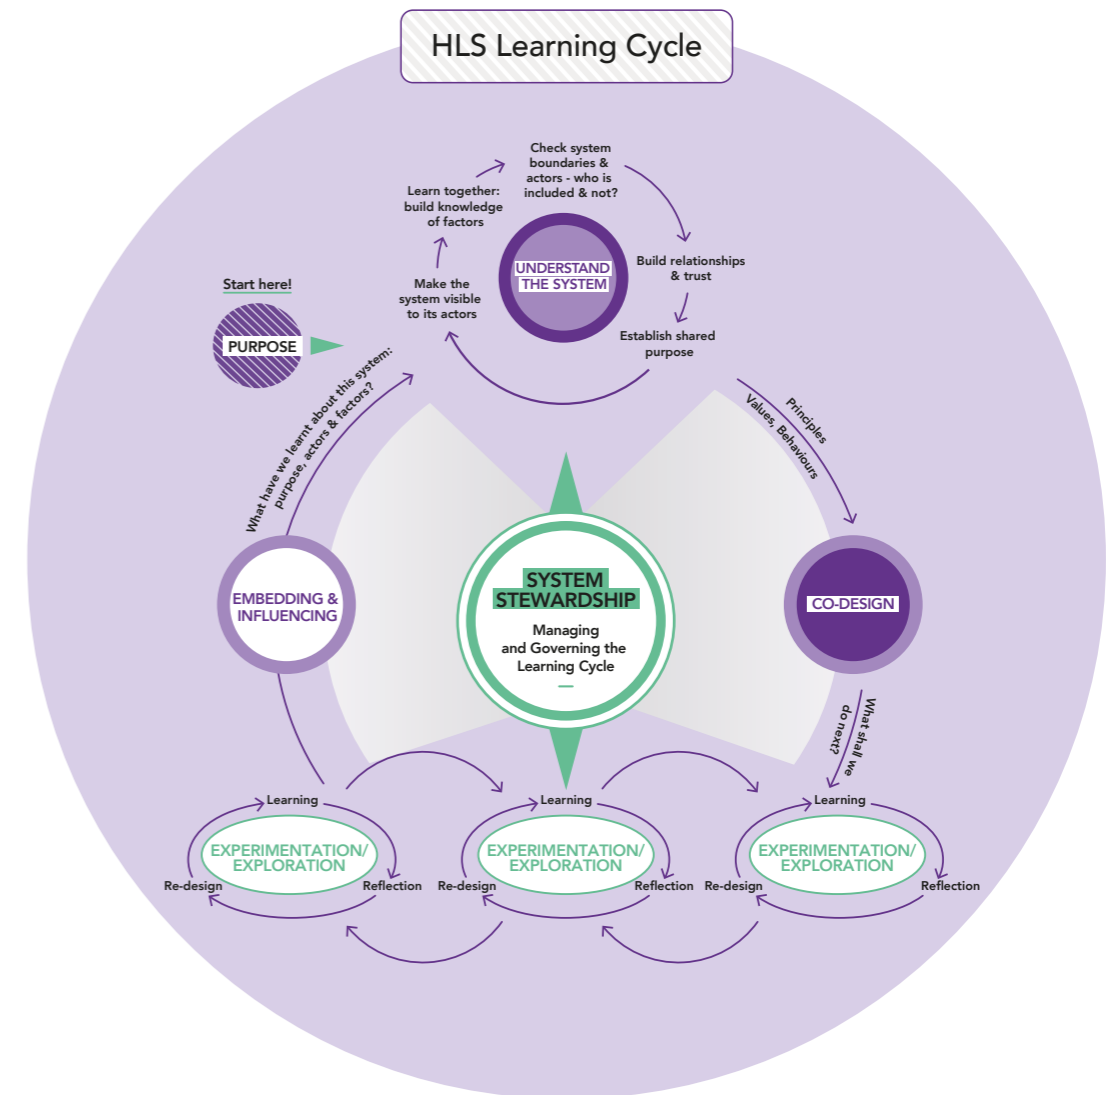 HLS Learning Cycle
Check system
boundaries &
actors - who is
included & not?
Learn together:
build knowledge
of factors
UNDERSTAND
THE SYSTEM
Build relationships
& trust
Start here!
Make the
system visible
to its actors
PURPOSE
Establish shared
purpose
What have we learnt about this system:
purpose, actors & factors?
Principles
Values, Behaviours
EMBEDDING &
INFLUENCING
SYSTEM
STEWARDSHIP
Managing
and Governing the
Learning Cycle
CO-DESIGN
What shall we
do next?
Learning
EXPERIMENTATION/
EXPLORATION
Re-design
Reflection
Learning
EXPERIMENTATION/
EXPLORATION
Re-design
Reflection
Learning
EXPERIMENTATION/
EXPLORATION
Re-design
Reflection